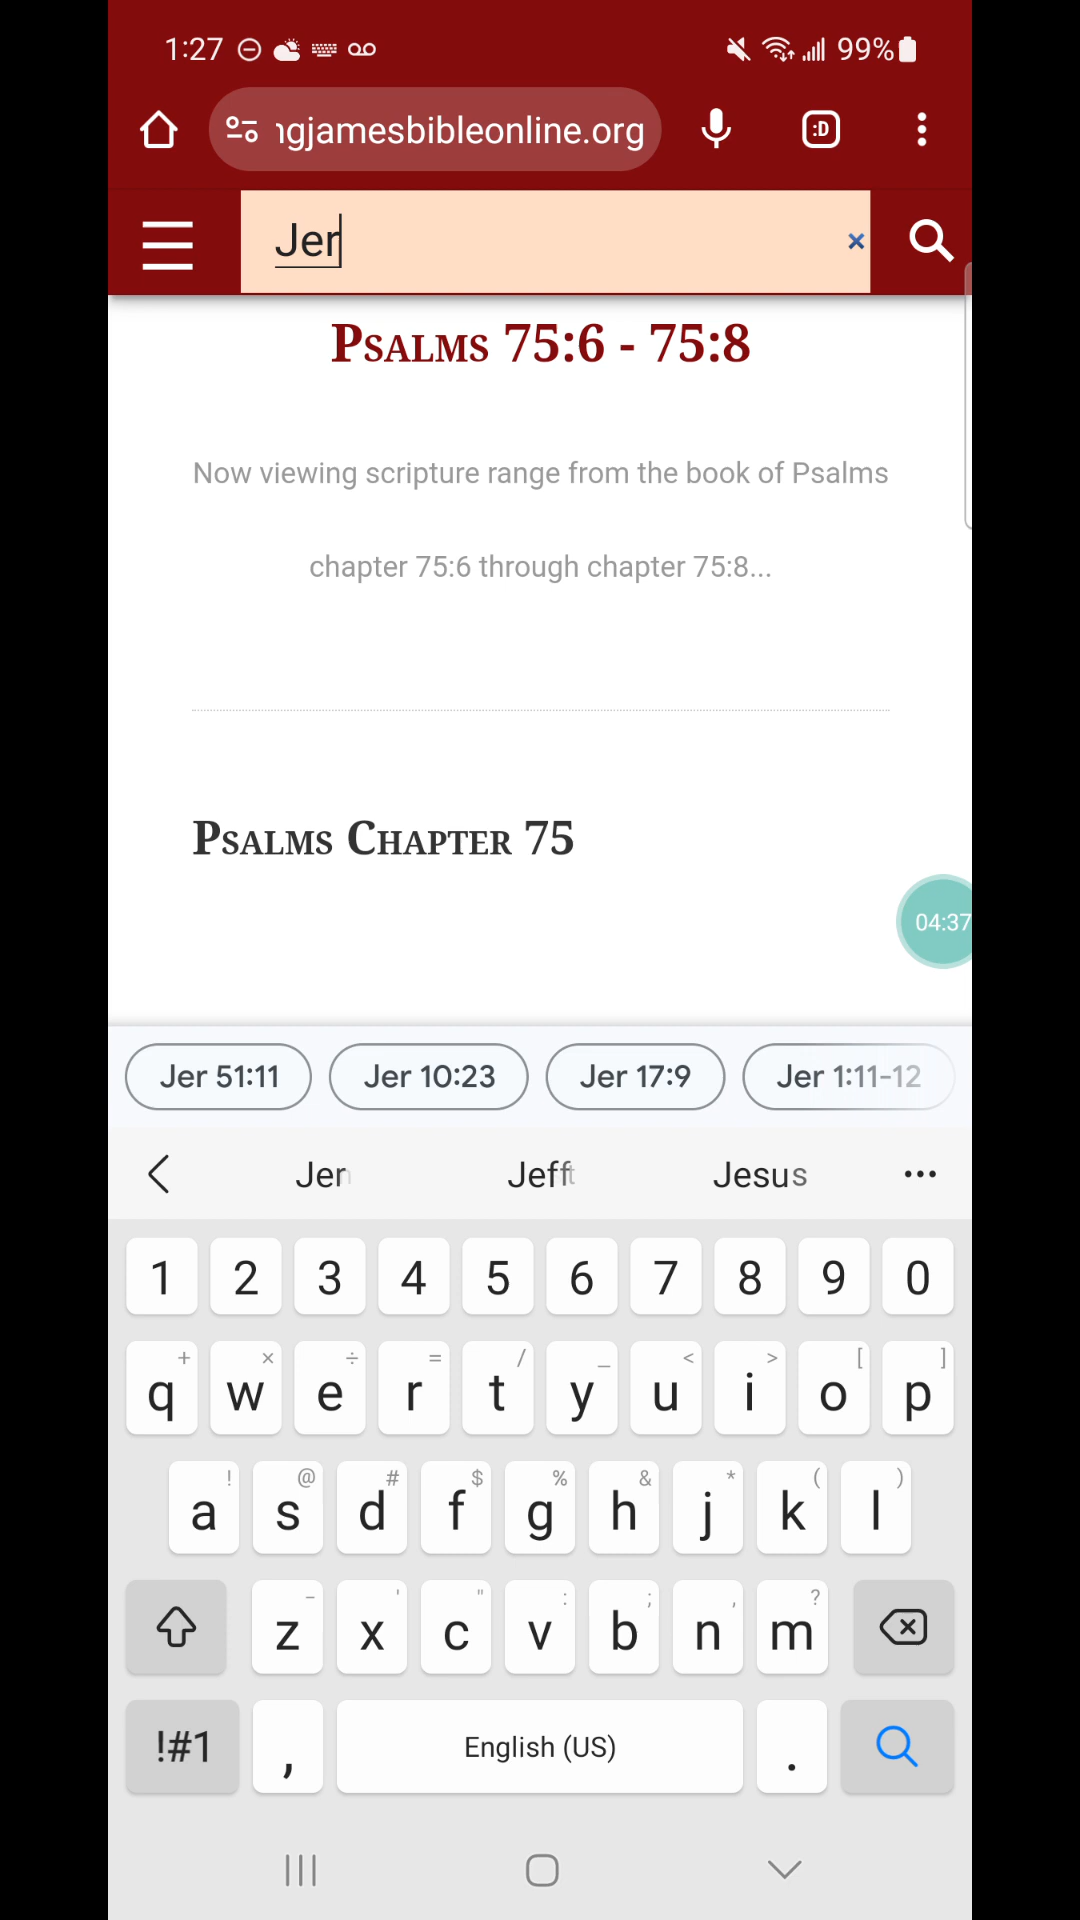 1:27 99%
ngjamesbibleonline.org :D
Jer ×
PSALMS 75:6 - 75:8
Now viewing scripture range from the book of Psalms
chapter 75:6 through chapter 75:8...
PSALMS CHAPTER 75
04:37
Jer 51:11 Jer 10:23 Jer 17:9 Jer 1:11-12
Jer Jeff Jesus ...
1 2 3 4 5 6 7 8 9 0
+ × ÷ = / _ < > [ ]
q w e r t y u i o p
! @ # $ % & * ( )
a s d f g h j k l
- ' " : ; , ?
z x c v b n m
!#1 , English (US) .